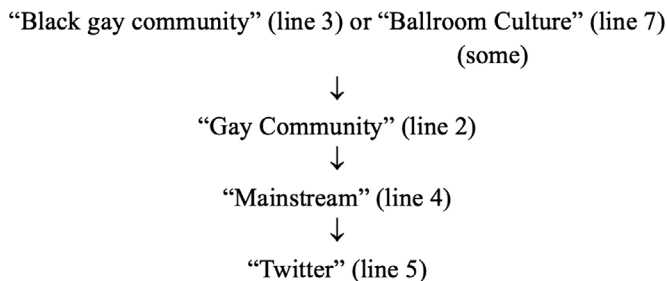 “Black gay community” (line 3) or “Ballroom Culture” (line 7)
(some)
↓
“Gay Community” (line 2)
↓
“Mainstream” (line 4)
↓
“Twitter” (line 5)